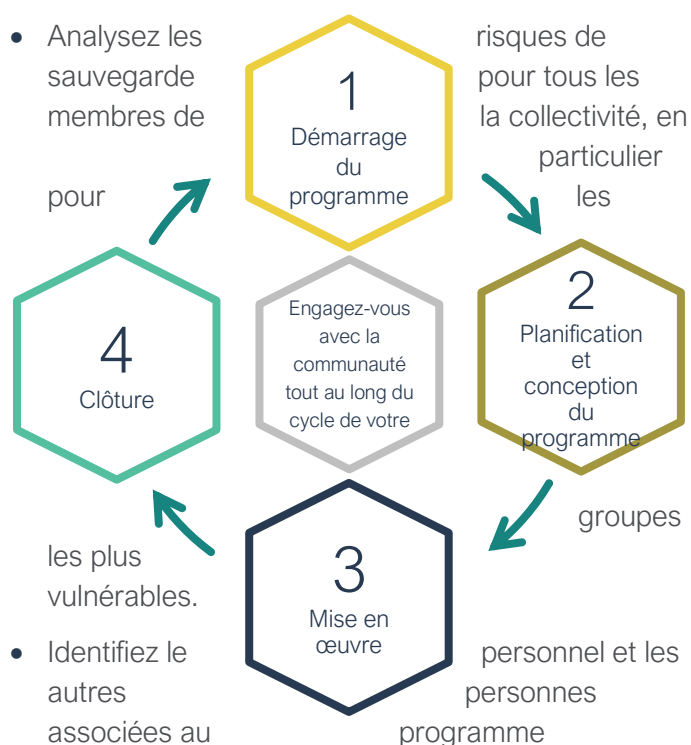 • Analysez les risques de
sauvegarde pour tous les
membres de la collectivité, en
particulier
pour les
groupes
les plus
vulnérables.
• Identifiez le personnel et les
autres personnes
associées au programme
1
Démarrage
du
programme
2
Planification
et
conception
du
programme
3
Mise en
œuvre
4
Clôture
Engagez-vous
avec la
communauté
tout au long du
cycle de votre